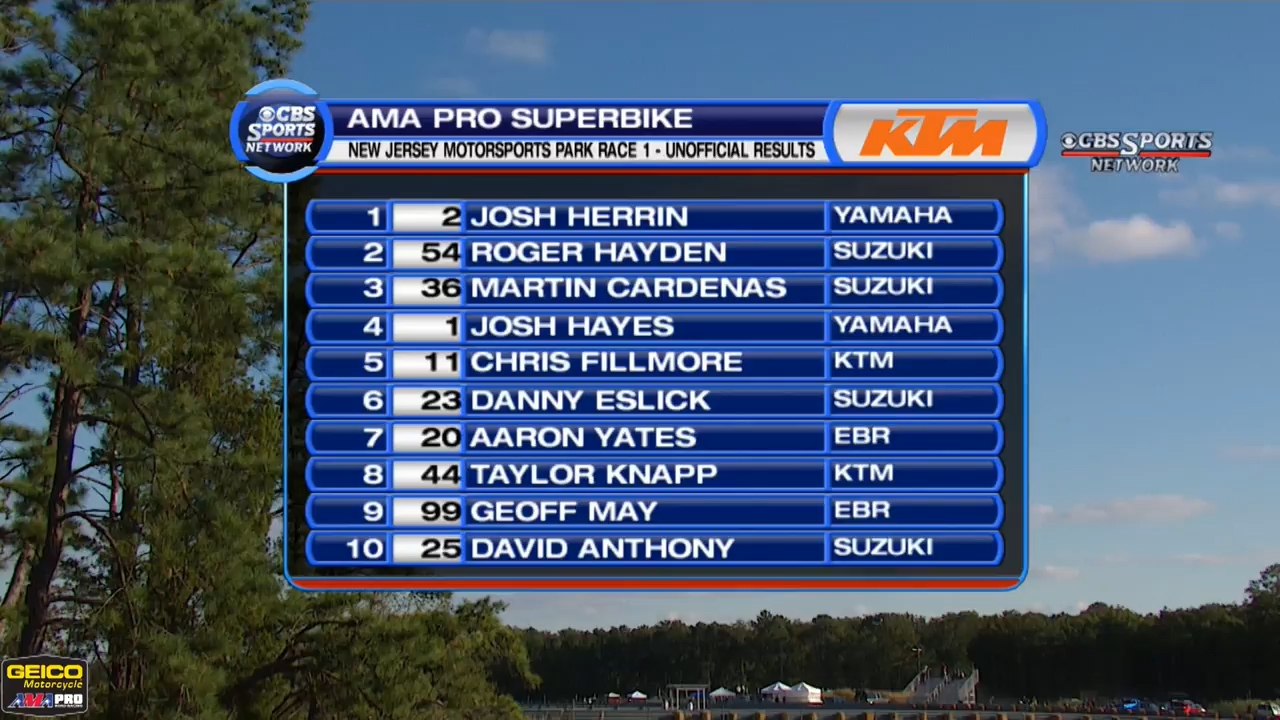 CBS SPORTS NETWORK
AMA PRO SUPERBIKE
NEW JERSEY MOTORSPORTS PARK RACE 1 - UNOFFICIAL RESULTS
KTM
CBS SPORTS NETWORK
1 2 JOSH HERRIN YAMAHA
2 54 ROGER HAYDEN SUZUKI
3 36 MARTIN CARDENAS SUZUKI
4 1 JOSH HAYES YAMAHA
5 11 CHRIS FILLMORE KTM
6 23 DANNY ESLICK SUZUKI
7 20 AARON YATES EBR
8 44 TAYLOR KNAPP KTM
9 99 GEOFF MAY EBR
10 25 DAVID ANTHONY SUZUKI
GEICO
Motorcycle
AMA PRO